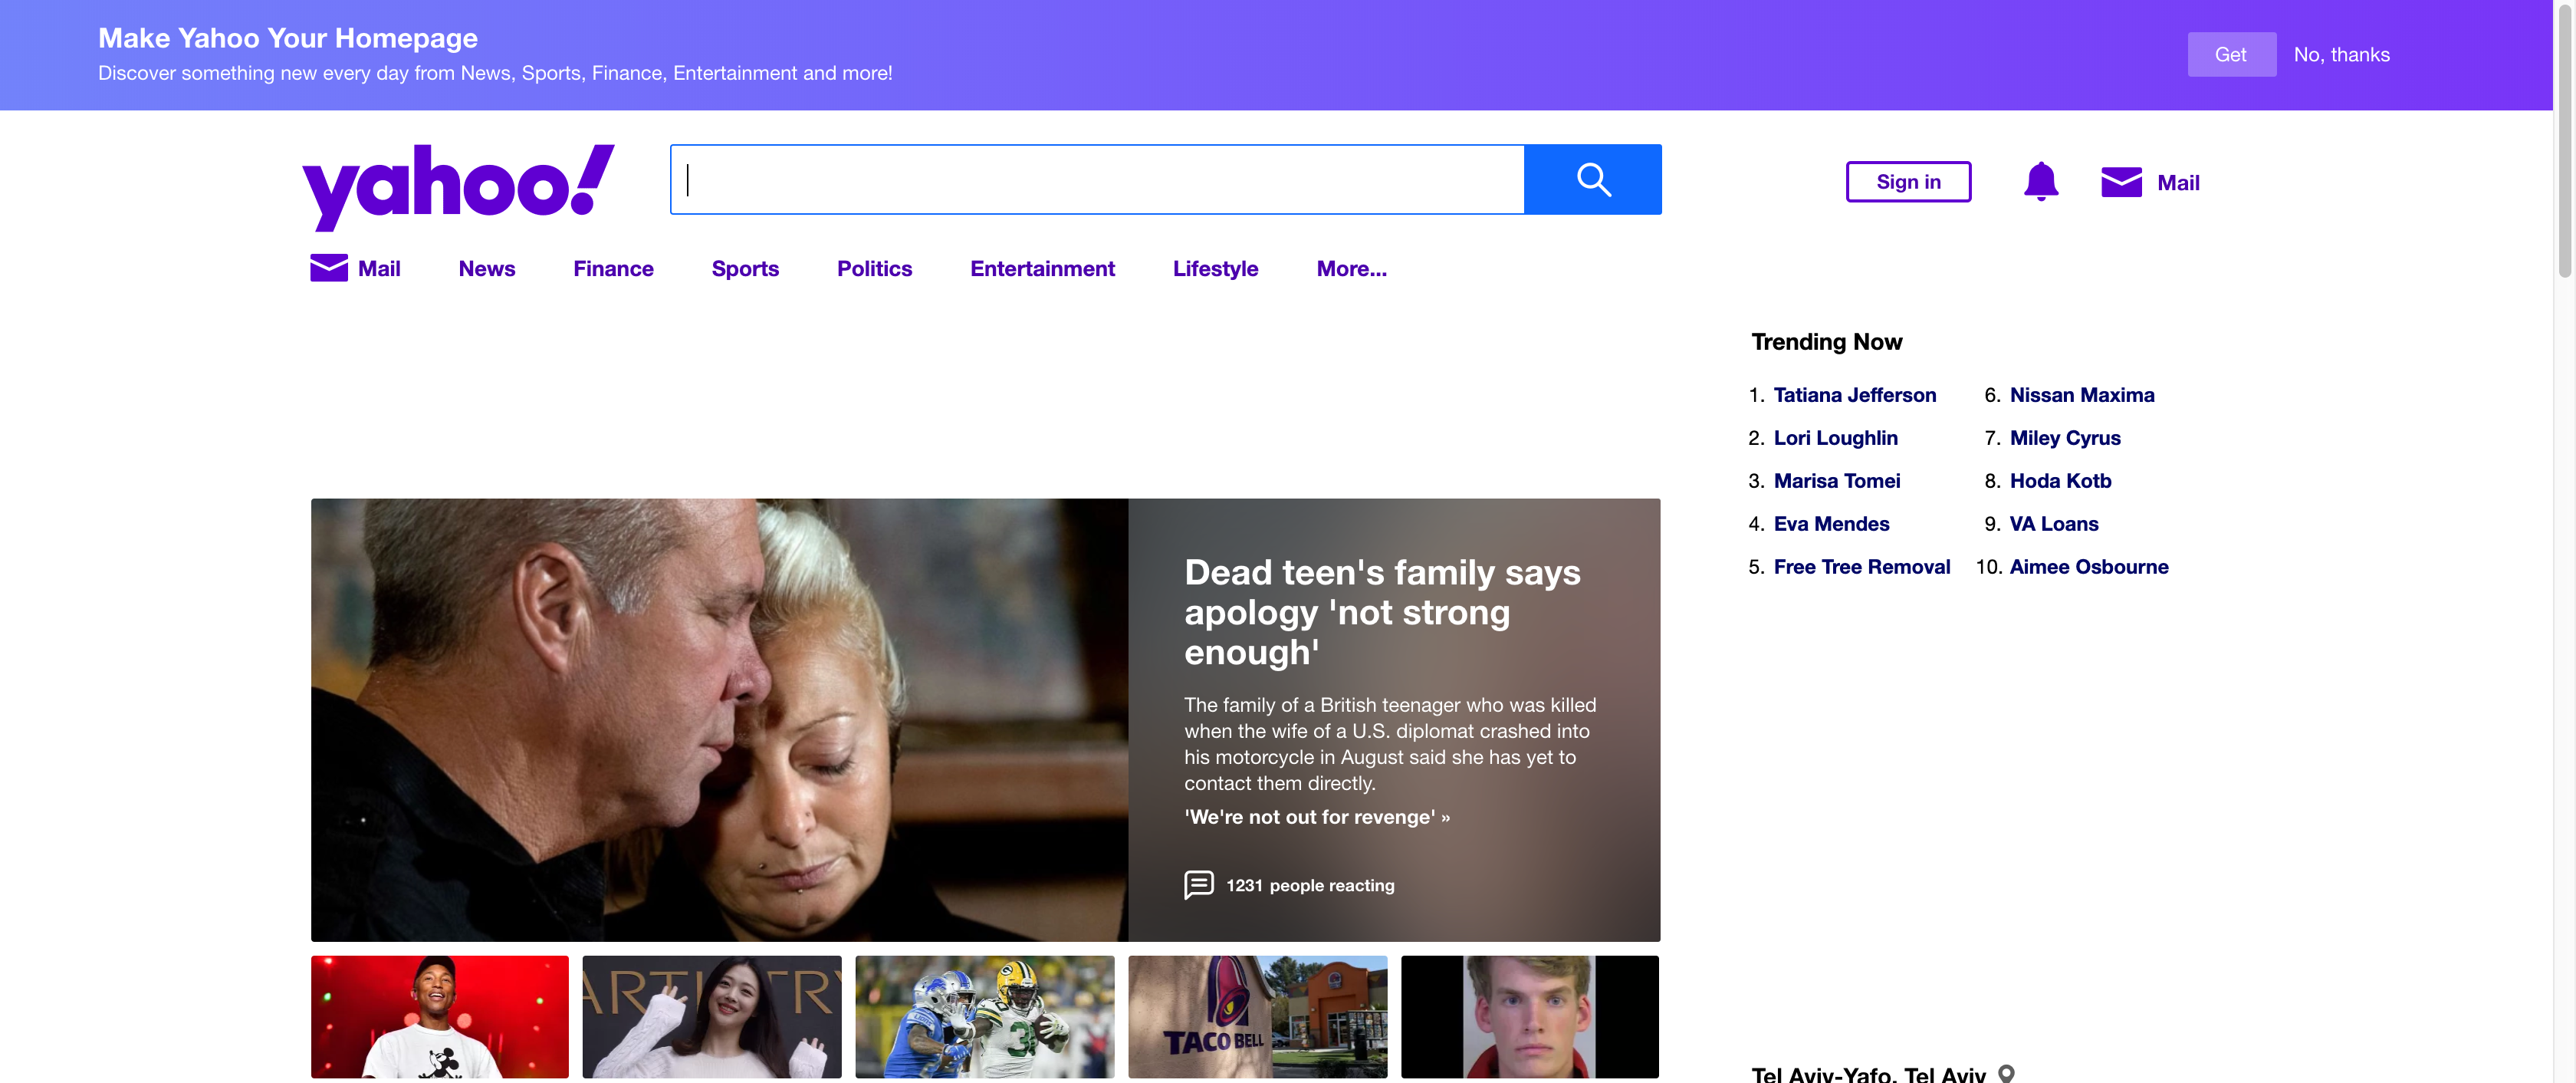 Make Yahoo Your Homepage
Discover something new every day from News, Sports, Finance, Entertainment and more!
Get
No, thanks
yahoo!
Sign in
Mail
Mail
News
Finance
Sports
Politics
Entertainment
Lifestyle
More...
Trending Now
1. Tatiana Jefferson
2. Lori Loughlin
3. Marisa Tomei
4. Eva Mendes
5. Free Tree Removal
6. Nissan Maxima
7. Miley Cyrus
8. Hoda Kotb
9. VA Loans
10. Aimee Osbourne
Dead teen's family says
apology 'not strong
enough'
The family of a British teenager who was killed
when the wife of a U.S. diplomat crashed into
his motorcycle in August said she has yet to
contact them directly.
'We're not out for revenge' »
1231 people reacting
ARTISTRY
TACO BELL
Tel Aviv-Yafo, Tel Aviv